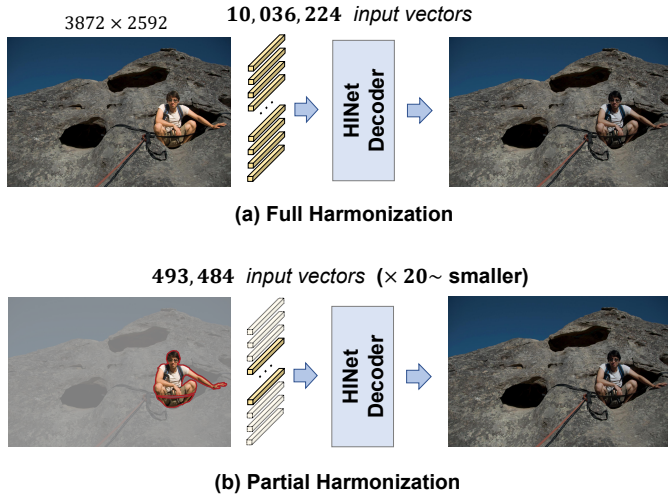 10, 036, 224 input vectors
3872 × 2592
HINet
Decoder
(a) Full Harmonization
493, 484 input vectors (× 20~ smaller)
HINet
Decoder
(b) Partial Harmonization